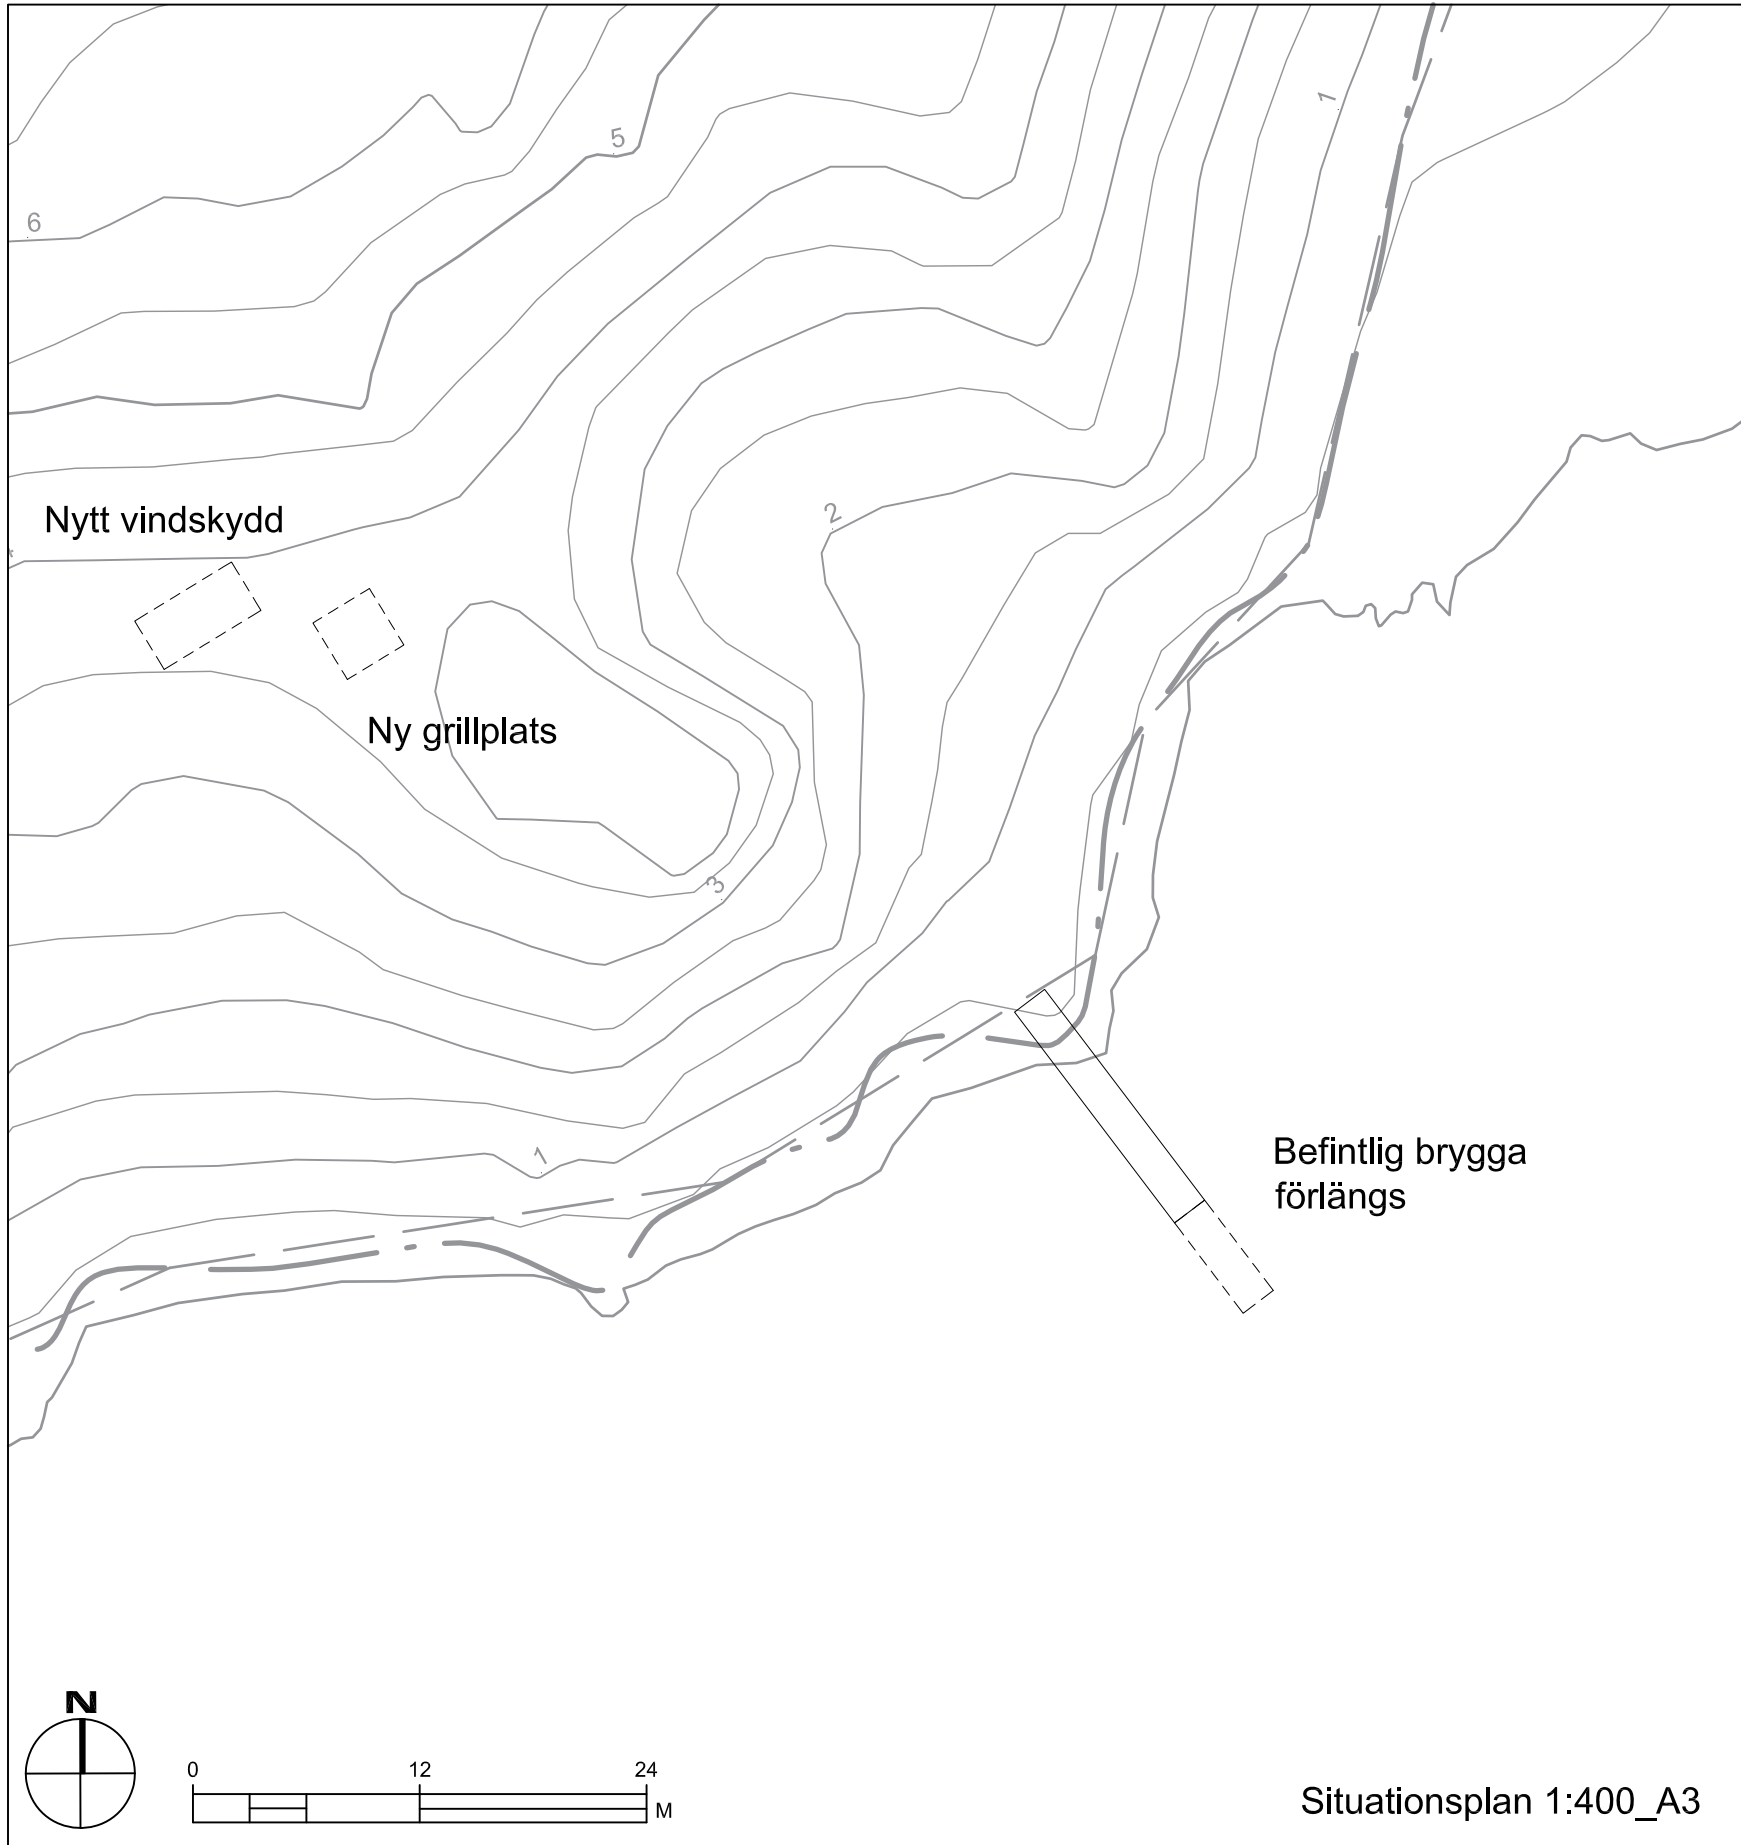 1
5
6
Nytt vindskydd
2
Ny grillplats
3
Befintlig brygga
förlängs
1
N
0 12 24
M
Situationsplan 1:400_A3